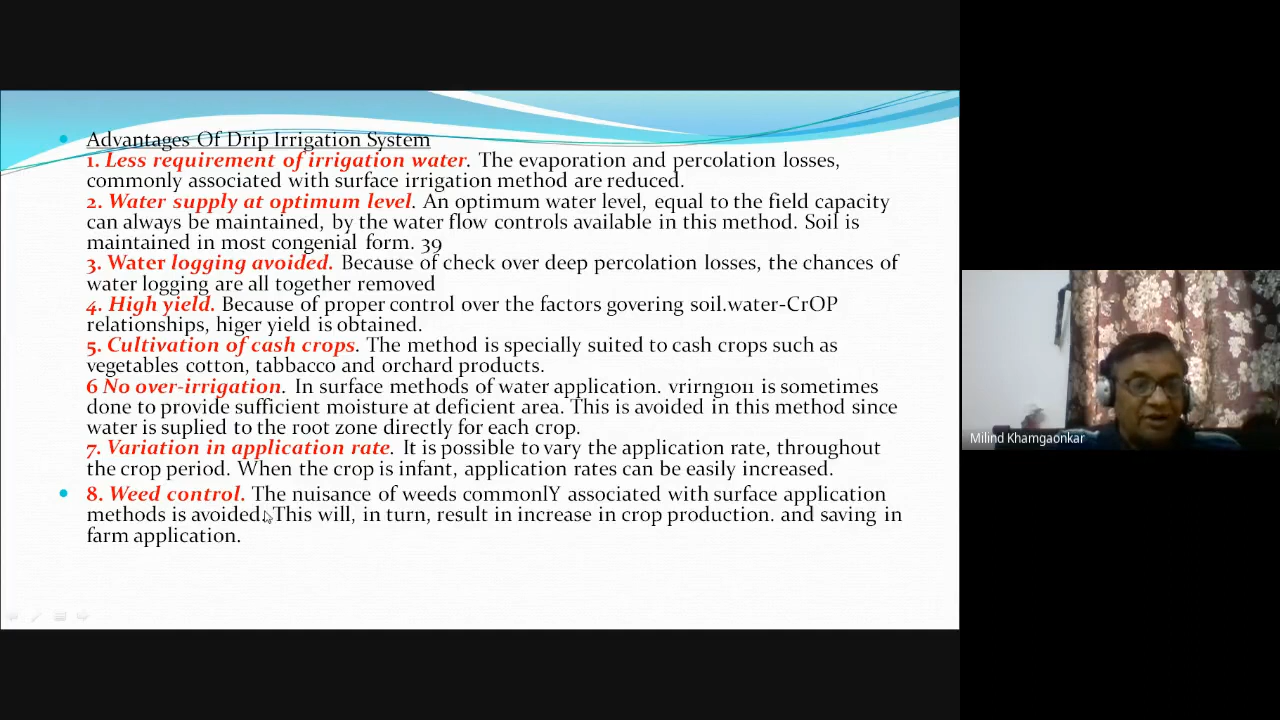 Advantages Of Drip Irrigation System
1. Less requirement of irrigation water. The evaporation and percolation losses,
commonly associated with surface irrigation method are reduced.
2. Water supply at optimum level. An optimum water level, equal to the field capacity
can always be maintained, by the water flow controls available in this method. Soil is
maintained in most congenial form. 39
3. Water logging avoided. Because of check over deep percolation losses, the chances of
water logging are all together removed
4. High yield. Because of proper control over the factors govering soil.water-CrOP
relationships, higer yield is obtained.
5. Cultivation of cash crops. The method is specially suited to cash crops such as
vegetables cotton, tabbacco and orchard products.
6 No over-irrigation. In surface methods of water application. vrirng1011 is sometimes
done to provide sufficient moisture at deficient area. This is avoided in this method since
water is suplied to the root zone directly for each crop.
7. Variation in application rate. It is possible to vary the application rate, throughout
the crop period. When the crop is infant, application rates can be easily increased.
8. Weed control. The nuisance of weeds commonlY associated with surface application
methods is avoided. This will, in turn, result in increase in crop production. and saving in
farm application.
Milind Khamgaonkar